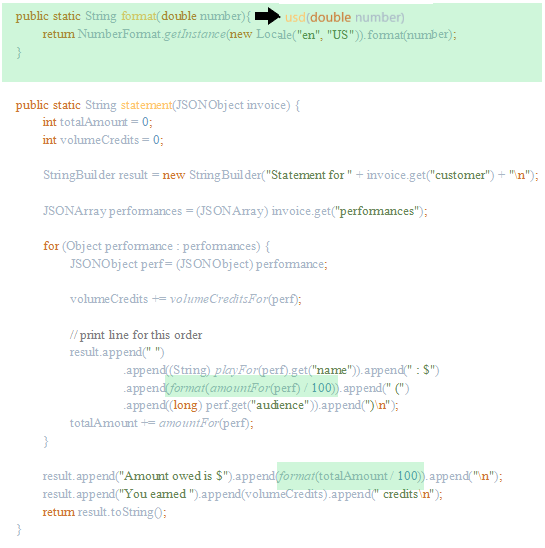 public static String format(double number){ usd(double number)
return NumberFormat.getInstance(new Locale("en", "US")).format(number);
}
public static String statement(JSONObject invoice) {
int totalAmount = 0;
int volumeCredits = 0;
StringBuilder result = new StringBuilder("Statement for " + invoice.get("customer") + "\n");
JSONArray performances = (JSONArray) invoice.get("performances");
for (Object performance : performances) {
JSONObject perf = (JSONObject) performance;
volumeCredits += volumeCreditsFor(perf);
// print line for this order
result.append(" ")
.append((String) playFor(perf).get("name")).append(" : $")
.append(format(amountFor(perf) / 100)).append(" (")
.append((long) perf.get("audience")).append(")\n");
totalAmount += amountFor(perf);
}
result.append("Amount owed is $").append(format(totalAmount / 100)).append("\n");
result.append("You earned ").append(volumeCredits).append(" credits\n");
return result.toString();
}